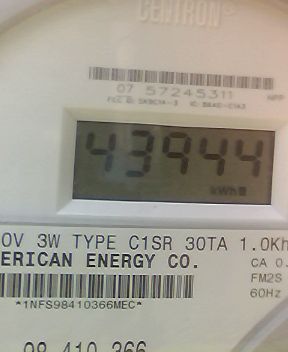 CENTRON®
07 57245311
43944
kWh
0V 3W TYPE C1SR 30TA 1.0Kh
ERICAN ENERGY CO.
CA 0.
FM2S
60Hz
*1NFS98410366MEC*
98 410 366